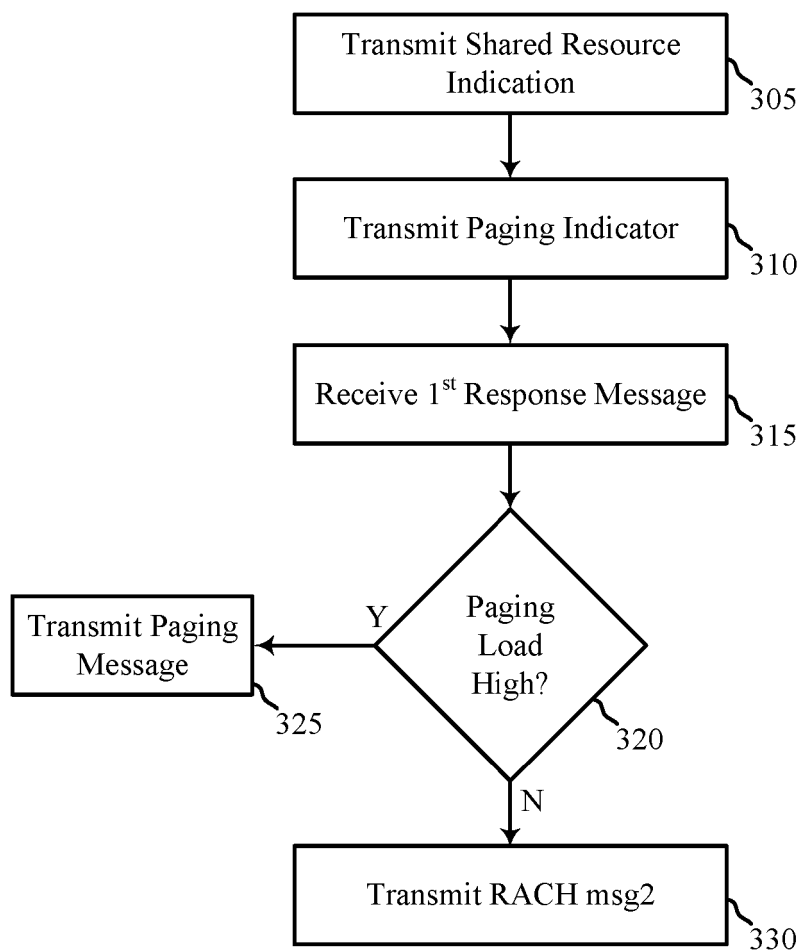 Transmit Shared Resource
Indication
305
Transmit Paging Indicator
310
Receive 1st Response Message
315
Paging
Load
High?
320
Y
Transmit Paging
Message
325
N
Transmit RACH msg2
330